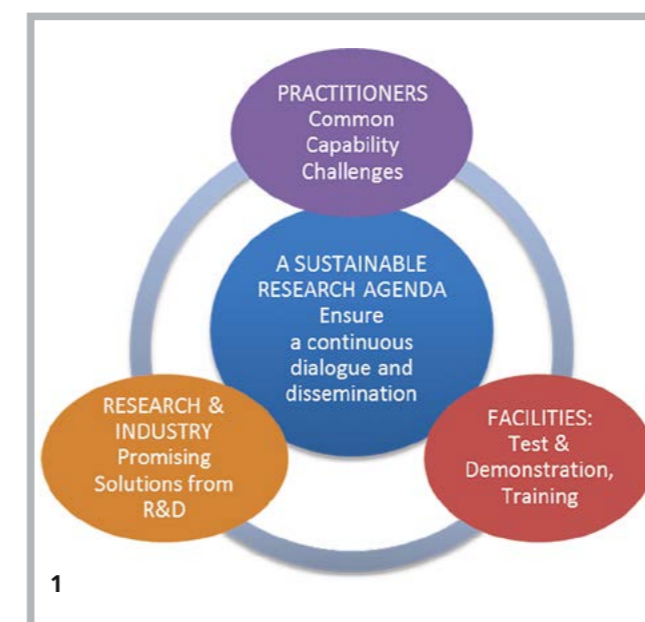 PRACTITIONERS
Common
Capability
Challenges
A SUSTAINABLE
RESEARCH AGENDA
Ensure
a continuous
dialogue and
dissemination
RESEARCH &
INDUSTRY
Promising
Solutions from
R&D
FACILITIES:
Test &
Demonstration,
Training
1